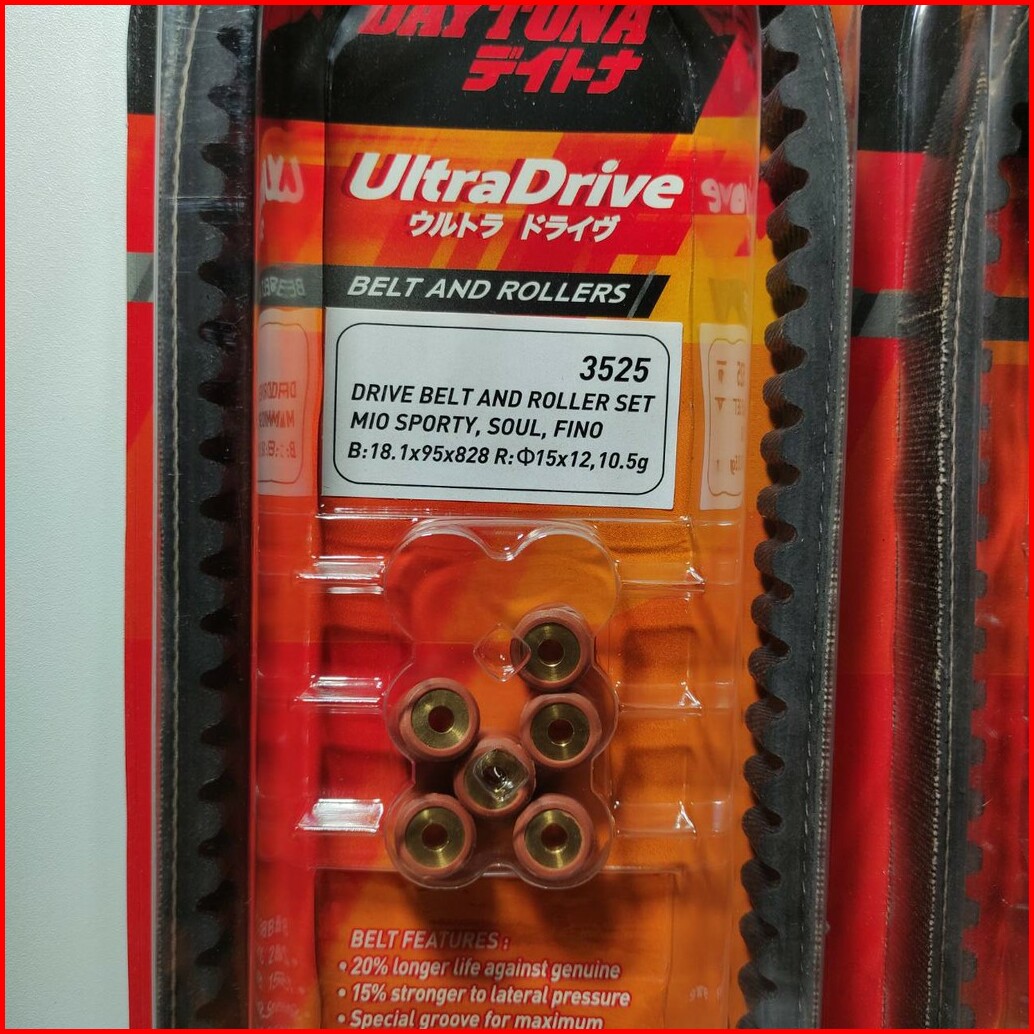 DAYTUNA
デイトナ
UltraDrive
ウルトラ ドライヴ
BELT AND ROLLERS
3525
DRIVE BELT AND ROLLER SET
MIO SPORTY, SOUL, FINO
B:18.1x95x828 R:Φ15x12,10.5g
BELT FEATURES :
• 20% longer life against genuine
• 15% stronger to lateral pressure
• Special groove for maximum